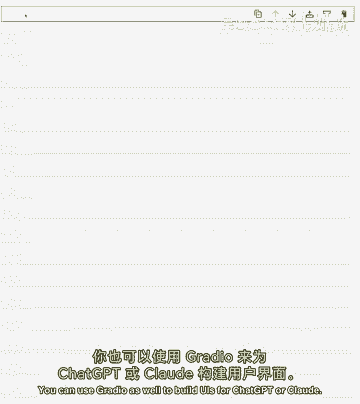 你也可以使用 Gradio 来为
ChatGPT 或 Claude 构建用户界面。
You can use Gradio as well to build UIs for ChatGPT or Claude.